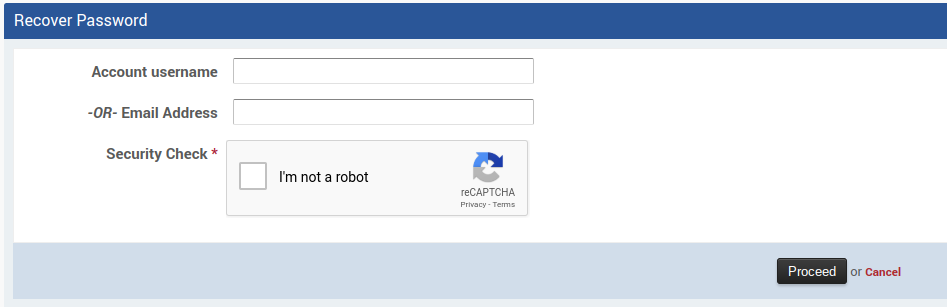 Recover Password
Account username
-OR- Email Address
Security Check *
I'm not a robot
reCAPTCHA
Privacy - Terms
Proceed or Cancel